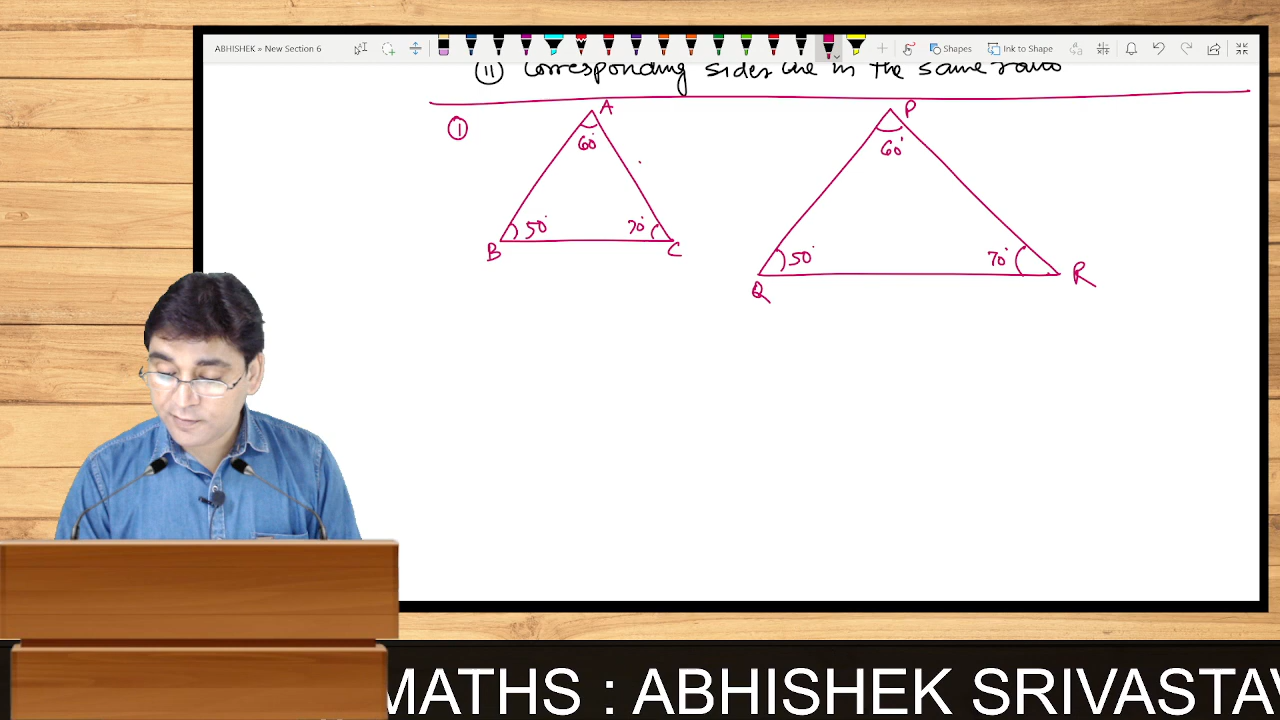 ABHISHEK » New Section 6
Shapes
Ink to Shape
(ii) Corresponding sides are in the same ratio
①
A
60°
B
50°
70°
C
P
60°
Q
50°
70°
R
MATHS : ABHISHEK SRIVASTAV